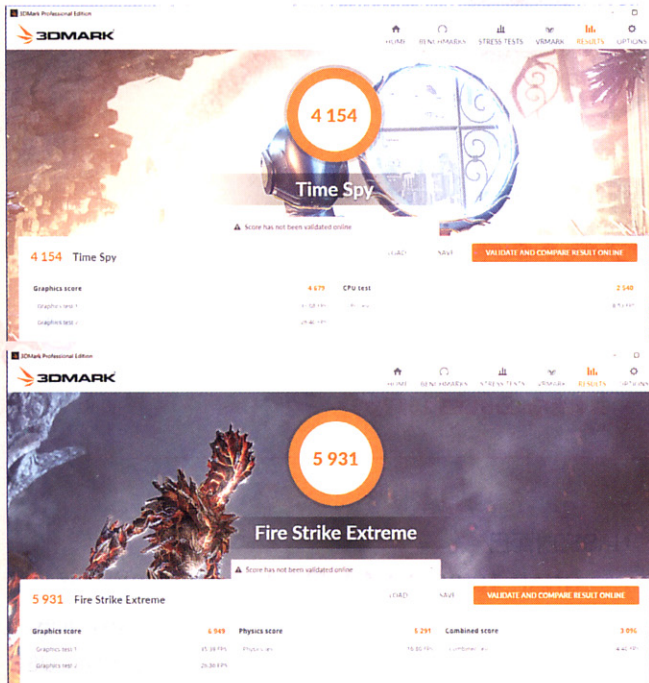 3DMark Professional Edition
3DMARK
HOME BENCHMARKS STRESS TESTS VRMARK RESULTS OPTIONS
4 154
Time Spy
Score has not been validated online
4 154 Time Spy
LOAD SAVE VALIDATE AND COMPARE RESULT ONLINE
Graphics score 4 679 CPU test 2 540
Graphics test 1
Graphics test 2
3DMark Professional Edition
3DMARK
HOME BENCHMARKS STRESS TESTS VRMARK RESULTS OPTIONS
5 931
Fire Strike Extreme
Score has not been validated online
5 931 Fire Strike Extreme
LOAD SAVE VALIDATE AND COMPARE RESULT ONLINE
Graphics score 6 949 Physics score 5 291 Combined score 3 096
Graphics test 1
Graphics test 2